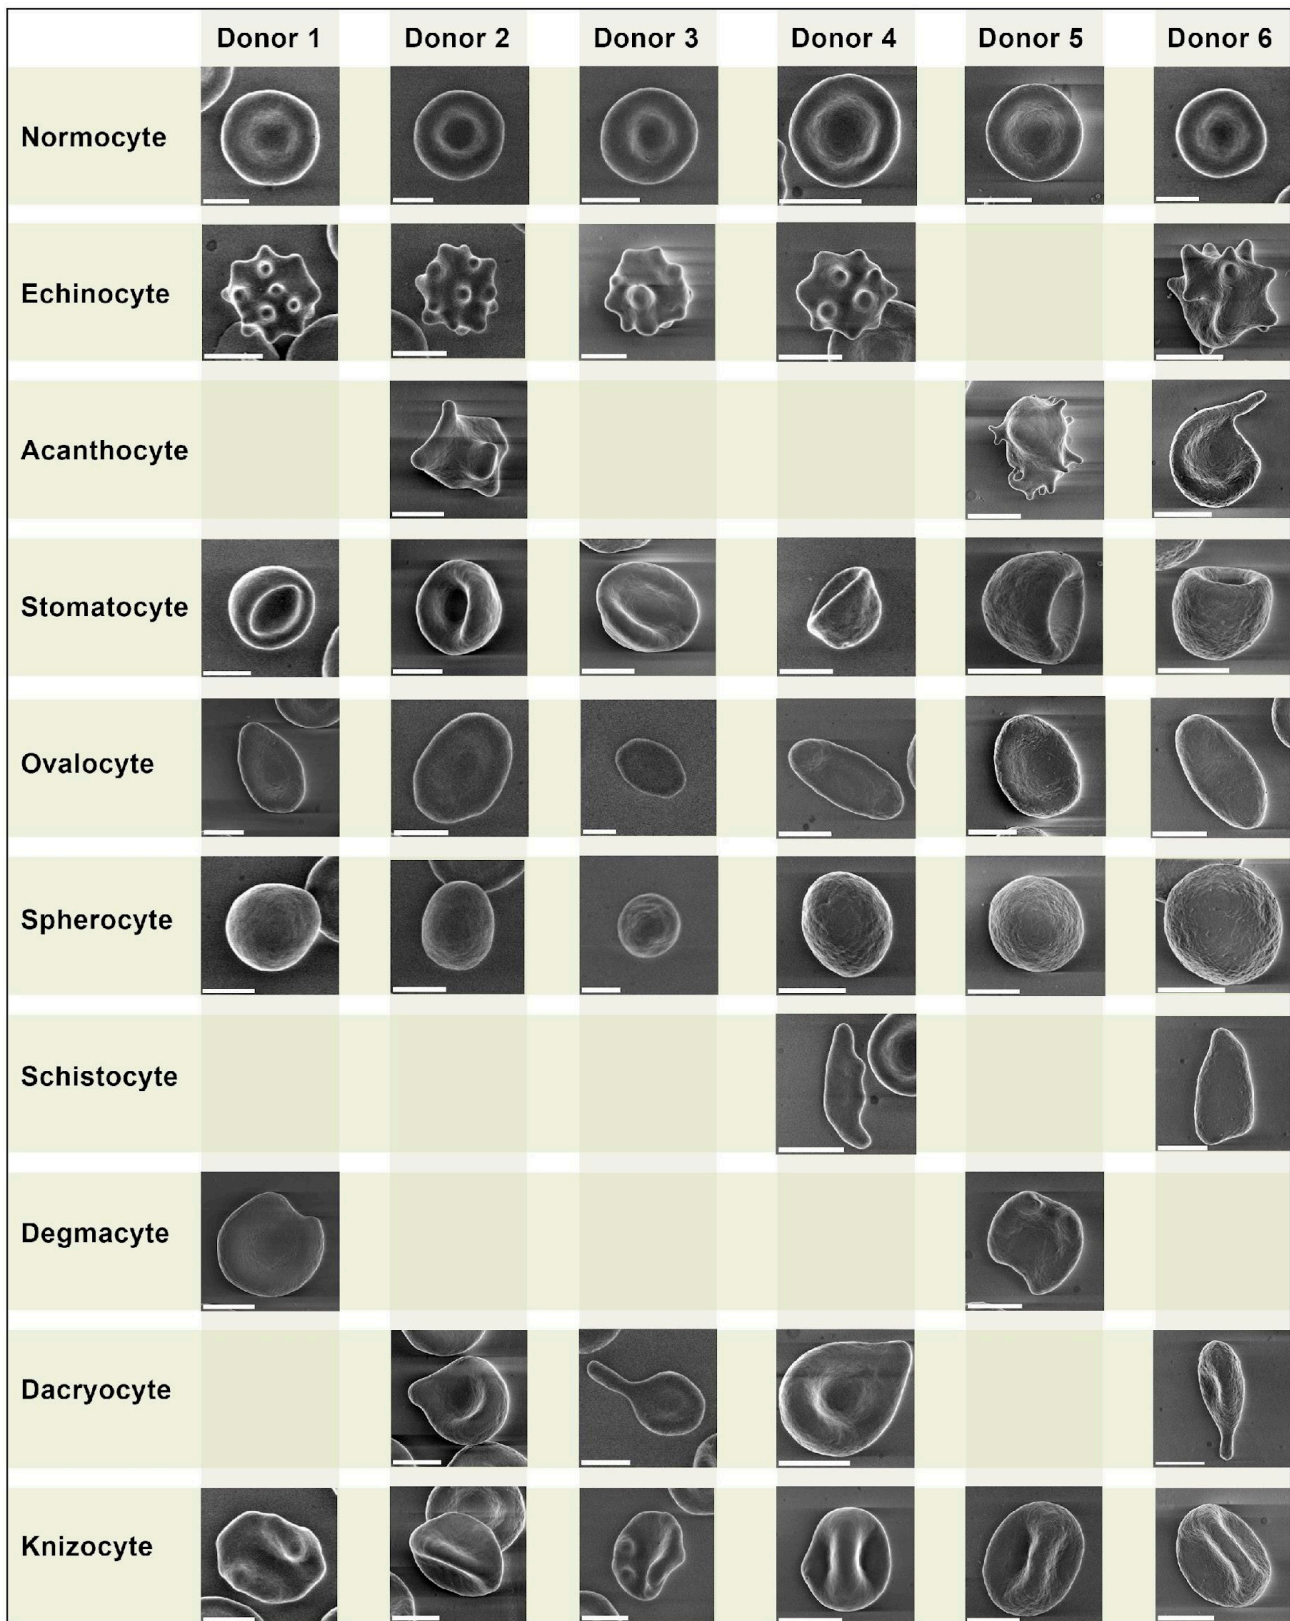 Donor 1 Donor 2 Donor 3 Donor 4 Donor 5 Donor 6
Normocyte
Echinocyte
Acanthocyte
Stomatocyte
Ovalocyte
Spherocyte
Schistocyte
Degmacyte
Dacryocyte
Knizocyte